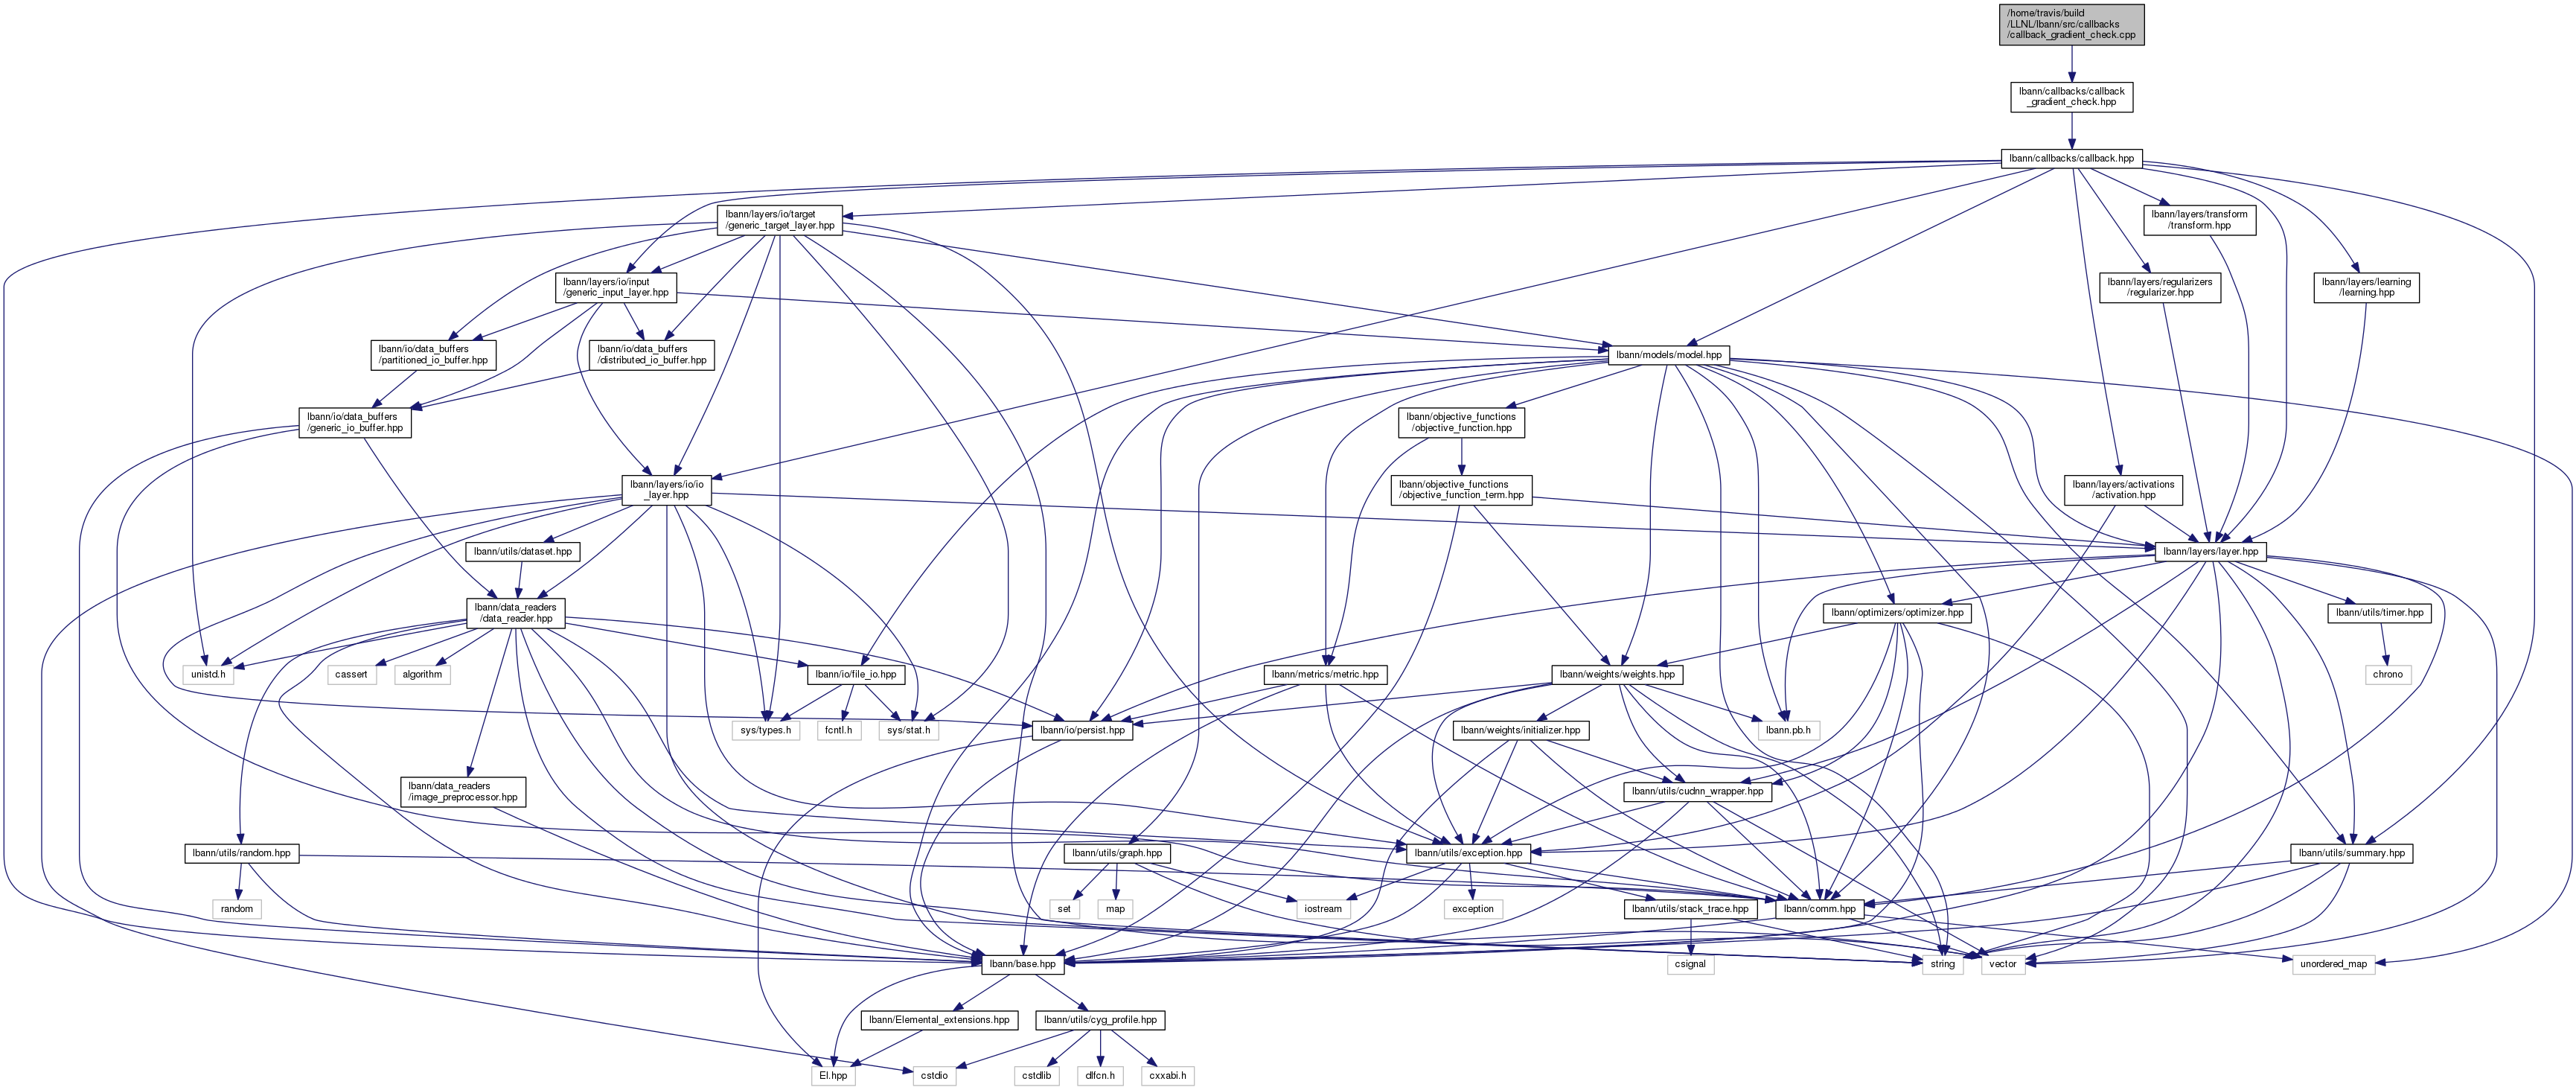 /home/travis/build
/LLNL/lbann/src/callbacks
/callback_gradient_check.cpp
lbann/callbacks/callback
_gradient_check.hpp
lbann/callbacks/callback.hpp
lbann/layers/io/target
/generic_target_layer.hpp
lbann/layers/transform
/transform.hpp
lbann/layers/io/input
/generic_input_layer.hpp
lbann/layers/regularizers
/regularizer.hpp
lbann/layers/learning
/learning.hpp
lbann/io/data_buffers
/partitioned_io_buffer.hpp
lbann/io/data_buffers
/distributed_io_buffer.hpp
lbann/models/model.hpp
lbann/io/data_buffers
/generic_io_buffer.hpp
lbann/objective_functions
/objective_function.hpp
lbann/layers/io/io
_layer.hpp
lbann/objective_functions
/objective_function_term.hpp
lbann/layers/activations
/activation.hpp
lbann/utils/dataset.hpp
lbann/layers/layer.hpp
lbann/data_readers
/data_reader.hpp
lbann/optimizers/optimizer.hpp
lbann/utils/timer.hpp
unistd.h
cassert
algorithm
lbann/io/file_io.hpp
lbann/metrics/metric.hpp
lbann/weights/weights.hpp
chrono
sys/types.h
fcntl.h
sys/stat.h
lbann/io/persist.hpp
lbann/weights/initializer.hpp
lbann.pb.h
lbann/data_readers
/image_preprocessor.hpp
lbann/utils/cudnn_wrapper.hpp
lbann/utils/random.hpp
lbann/utils/graph.hpp
lbann/utils/exception.hpp
lbann/utils/summary.hpp
random
set
map
iostream
exception
lbann/utils/stack_trace.hpp
lbann/comm.hpp
lbann/base.hpp
csignal
string
vector
unordered_map
lbann/Elemental_extensions.hpp
lbann/utils/cyg_profile.hpp
El.hpp
cstdio
cstdlib
dlfcn.h
cxxabi.h